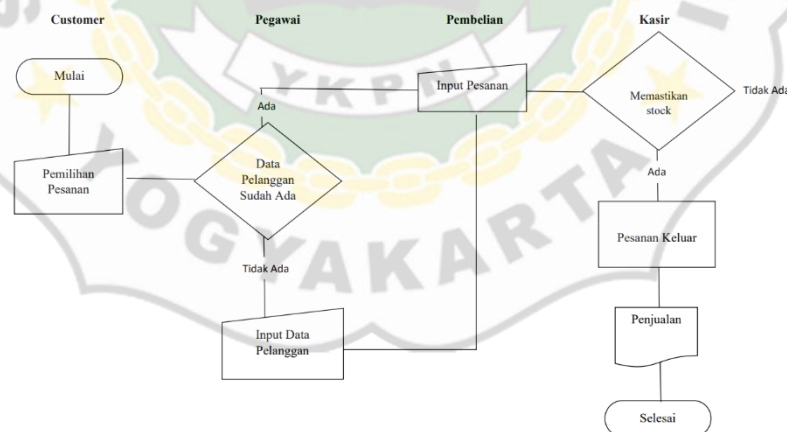 Customer
Pegawai
Pembelian
Kasir
Mulai
Pemilihan
Pesanan
Ada
Data
Pelanggan
Sudah Ada
Tidak Ada
Input Data
Pelanggan
Input Pesanan
Memastikan
stock
Tidak Ada
Ada
Pesanan Keluar
Penjualan
Selesai
YKPN
YOGYAKARTA